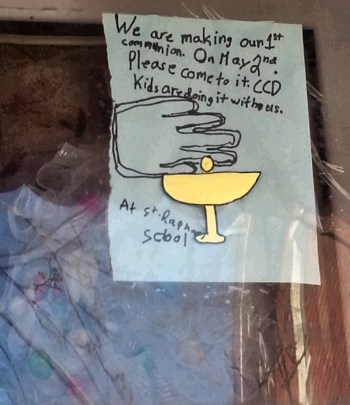 We are making our 1st
communion. On May 2nd.
Please come to it. CCD
Kids are doing it with us.
At St. Rapha
School